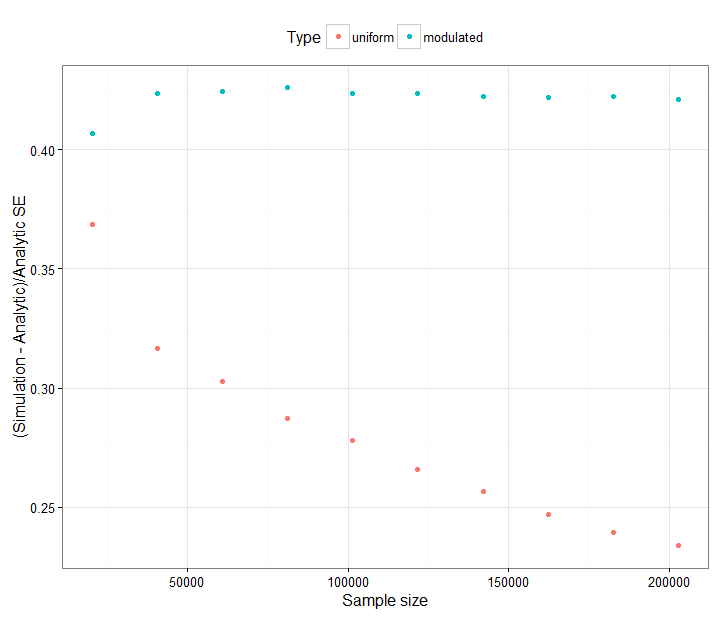 Type uniform modulated
(Simulation - Analytic)/Analytic SE
0.40
0.35
0.30
0.25
50000 100000 150000 200000
Sample size